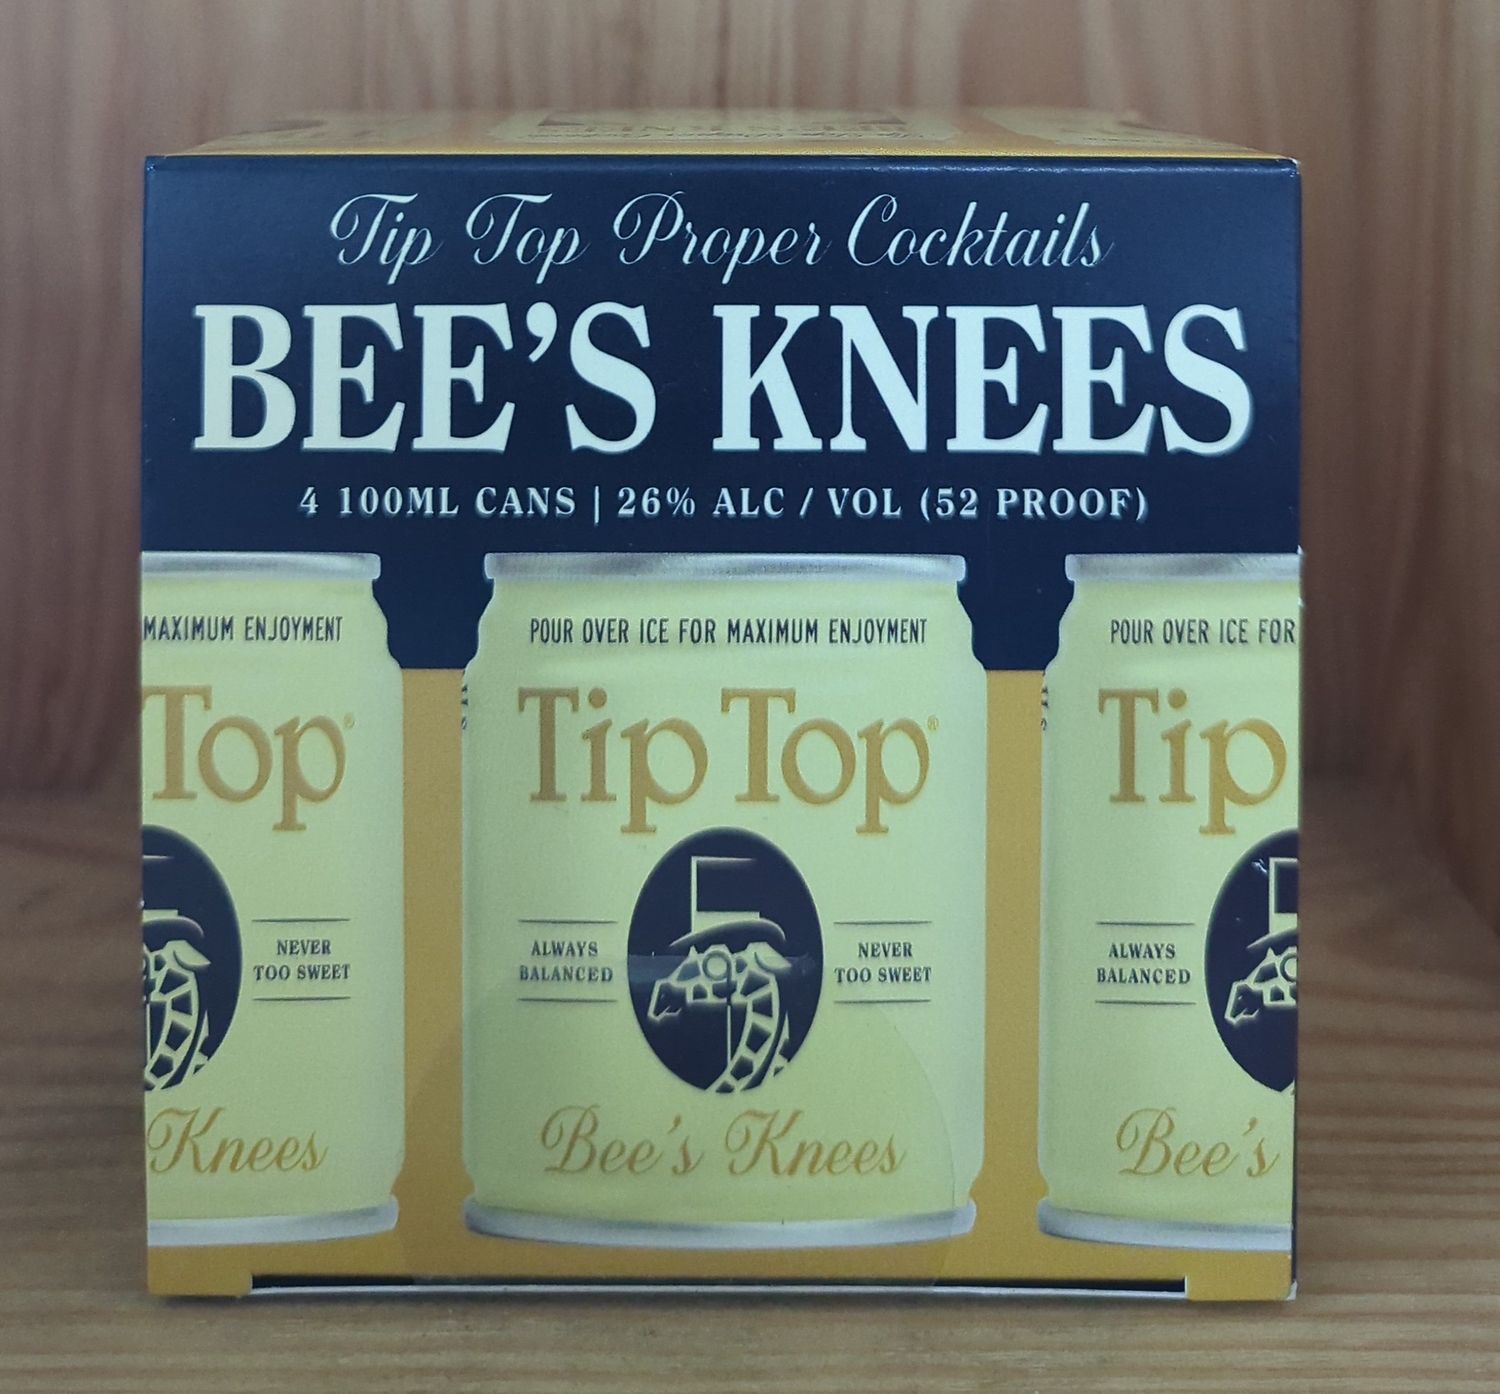 Tip Top Proper Cocktails
BEE'S KNEES
4 100ML CANS | 26% ALC / VOL (52 PROOF)
MAXIMUM ENJOYMENT
Top®
NEVER
TOO SWEET
Knees
POUR OVER ICE FOR MAXIMUM ENJOYMENT
Tip Top®
ALWAYS
BALANCED
NEVER
TOO SWEET
Bee's Knees
POUR OVER ICE FOR
Tip
ALWAYS
BALANCED
Bee's